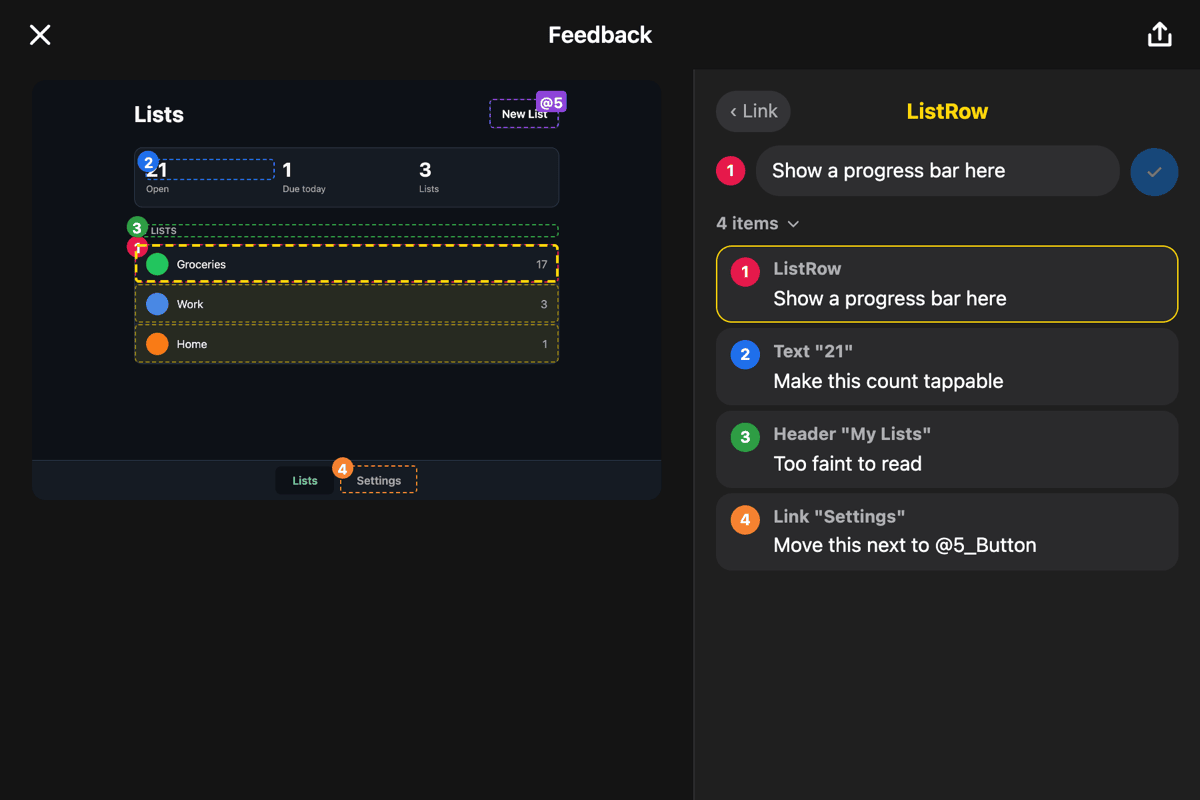 Feedback
Lists
New List
@5
2
21
1
3
Open
Due today
Lists
3
LISTS
1
Groceries
17
Work
3
Home
1
Lists
4
Settings
‹ Link
ListRow
1
Show a progress bar here
4 items
1
ListRow
Show a progress bar here
2
Text "21"
Make this count tappable
3
Header "My Lists"
Too faint to read
4
Link "Settings"
Move this next to @5_Button